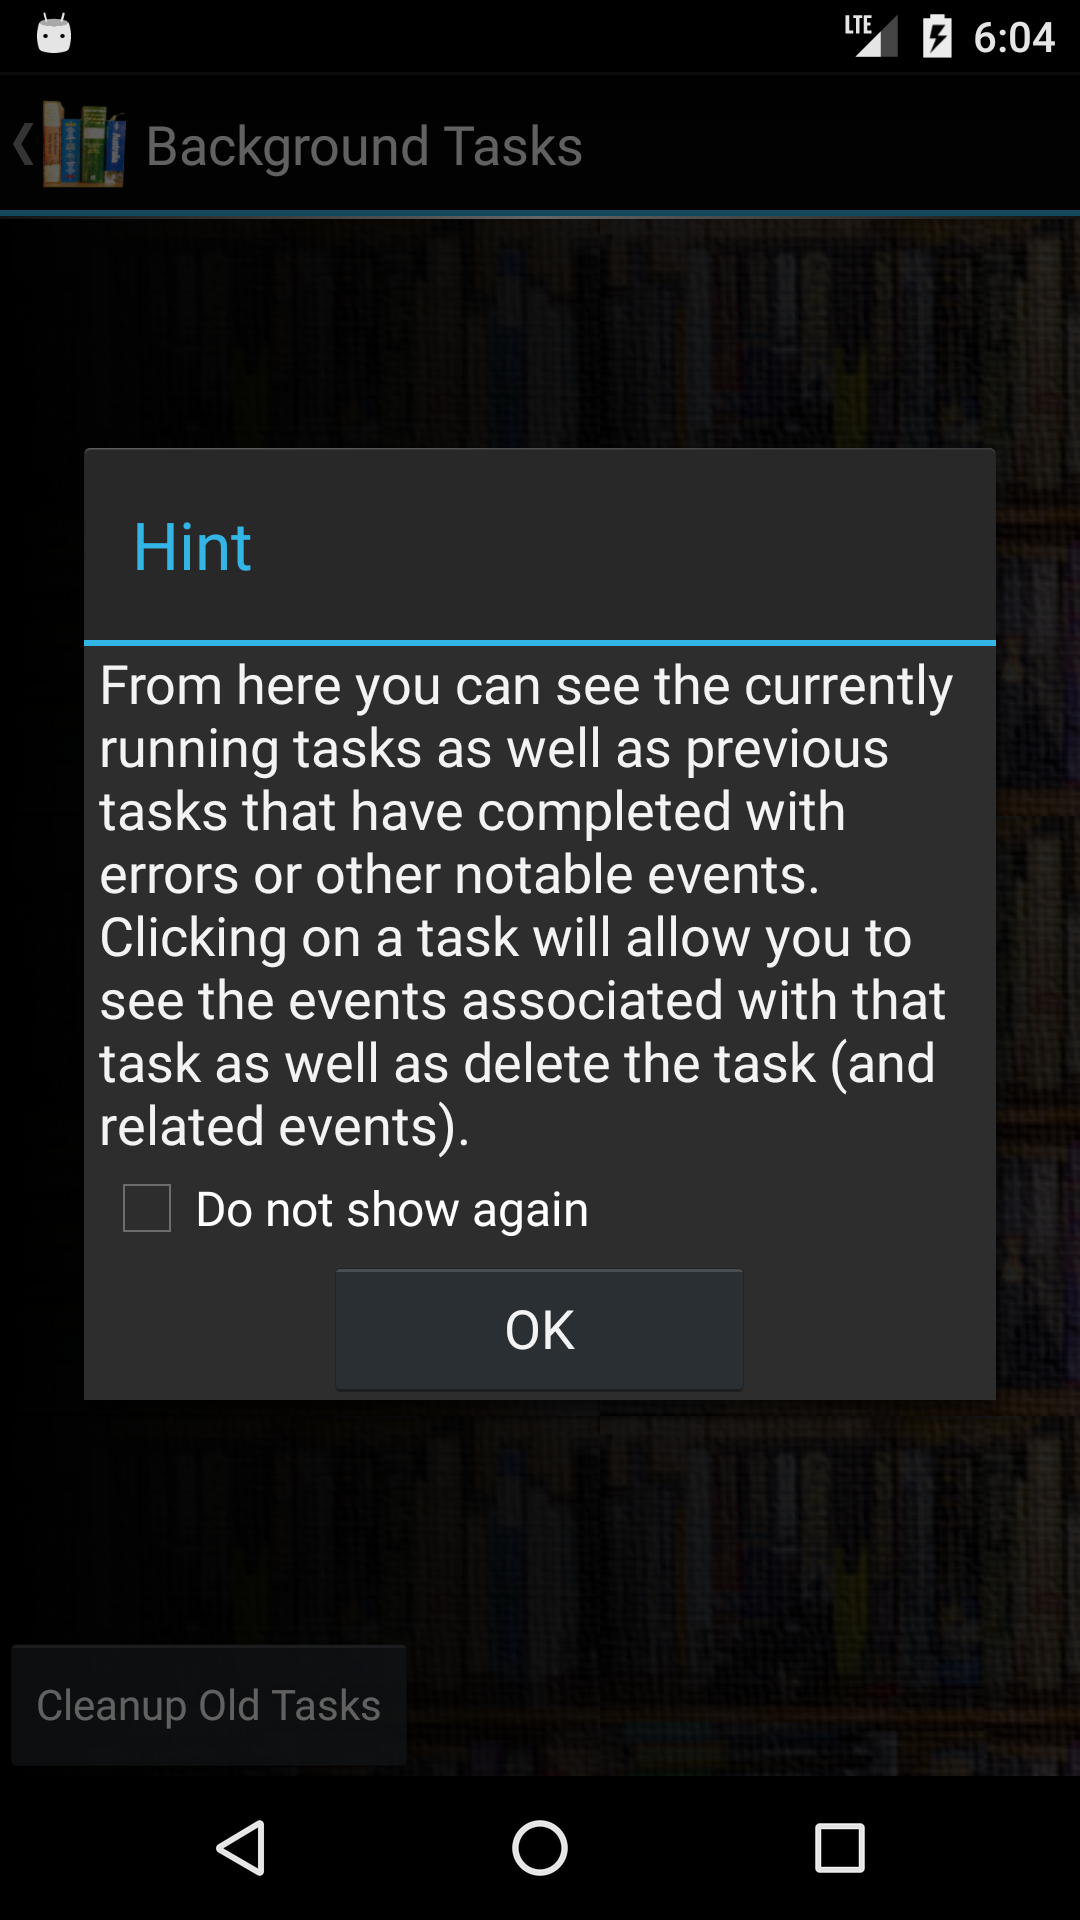 LTE 6:04
Background Tasks
Hint
From here you can see the currently
running tasks as well as previous
tasks that have completed with
errors or other notable events.
Clicking on a task will allow you to
see the events associated with that
task as well as delete the task (and
related events).
Do not show again
OK
Cleanup Old Tasks